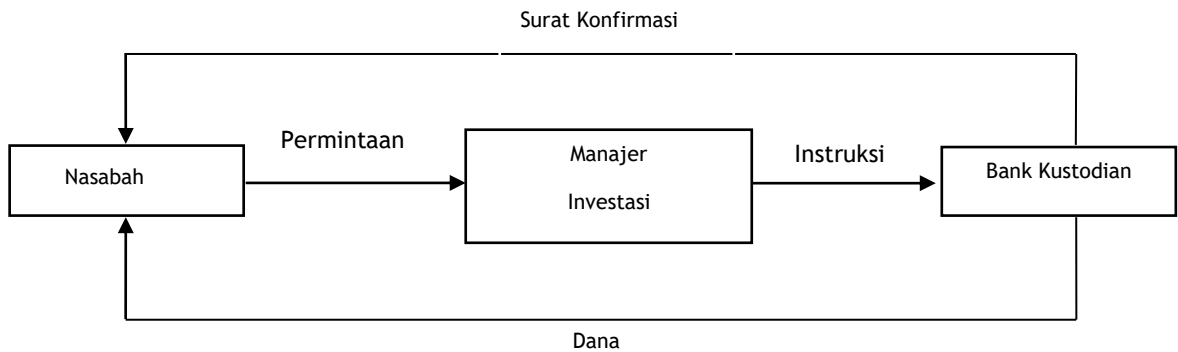 Surat Konfirmasi
Permintaan
Manajer
Investasi
Instruksi
Nasabah
Bank Kustodian
Dana